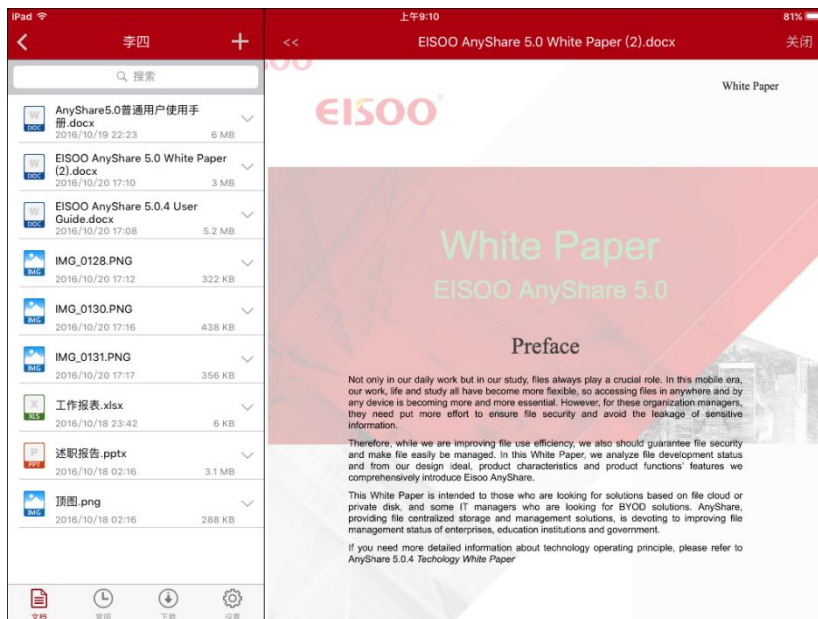 iPad
上午9:10
81%
李四
+
<<
EISOO AnyShare 5.0 White Paper (2).docx
关闭
搜索
AnyShare5.0普通用户使用手
册.docx
2016/10/19 22:23
6 MB
EISOO AnyShare 5.0 White Paper
(2).docx
2016/10/20 17:10
3 MB
EISOO AnyShare 5.0.4 User
Guide.docx
2016/10/20 17:08
5.2 MB
IMG_0128.PNG
2016/10/20 17:12
322 KB
IMG_0130.PNG
2016/10/20 17:16
438 KB
IMG_0131.PNG
2016/10/20 17:17
356 KB
工作报表.xlsx
2016/10/18 23:42
6 KB
述职报告.pptx
2016/10/18 02:16
3.1 MB
顶图.png
2016/10/18 02:16
288 KB
W
DOC
W
DOC
W
DOC
IMG
IMG
IMG
X
XLS
P
PPT
IMG
文档
下载
设置
White Paper
EISOO®
White Paper
EISOO AnyShare 5.0
Preface
Not only in our daily work but in our study, files always play a crucial role. In this mobile era,
our work, life and study all have become more flexible, so accessing files in anywhere and by
any device is becoming more and more essential. However, for these organization managers,
they need put more effort to ensure file security and avoid the leakage of sensitive
information.
Therefore, while we are improving file use efficiency, we also should guarantee file security
and make file easily be managed. In this White Paper, we analyze file development status
and from our design ideal, product characteristics and product functions' features we
comprehensively introduce Eisoo AnyShare.
This White Paper is intended to those who are looking for solutions based on file cloud or
private disk, and some IT managers who are looking for BYOD solutions. AnyShare,
providing file centralized storage and management solutions, is devoting to improving file
management status of enterprises, education institutions and government.
If you need more detailed information about technology operating principle, please refer to
AnyShare 5.0.4 Techology White Paper